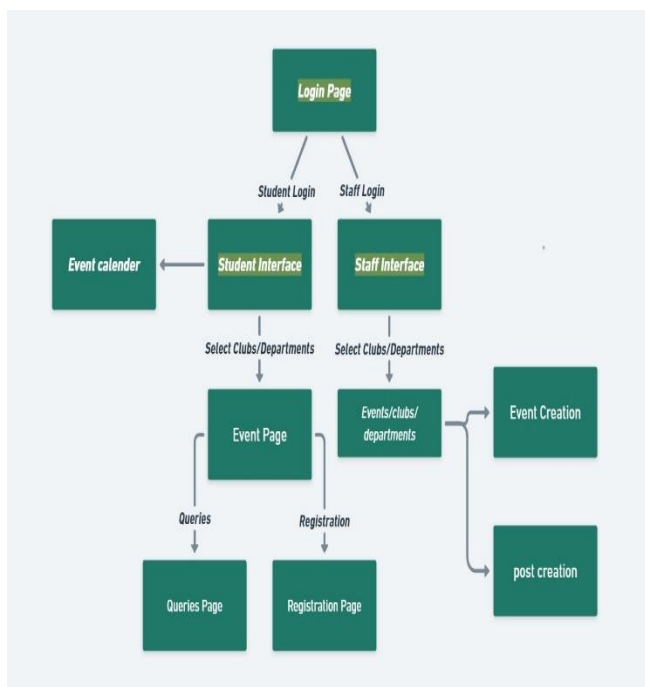 Login Page
Student Login
Staff Login
Event calender
Student Interface
Staff Interface
Select Clubs/Departments
Select Clubs/Departments
Event Page
Events/clubs/
departments
Event Creation
Queries
Registration
Queries Page
Registration Page
post creation